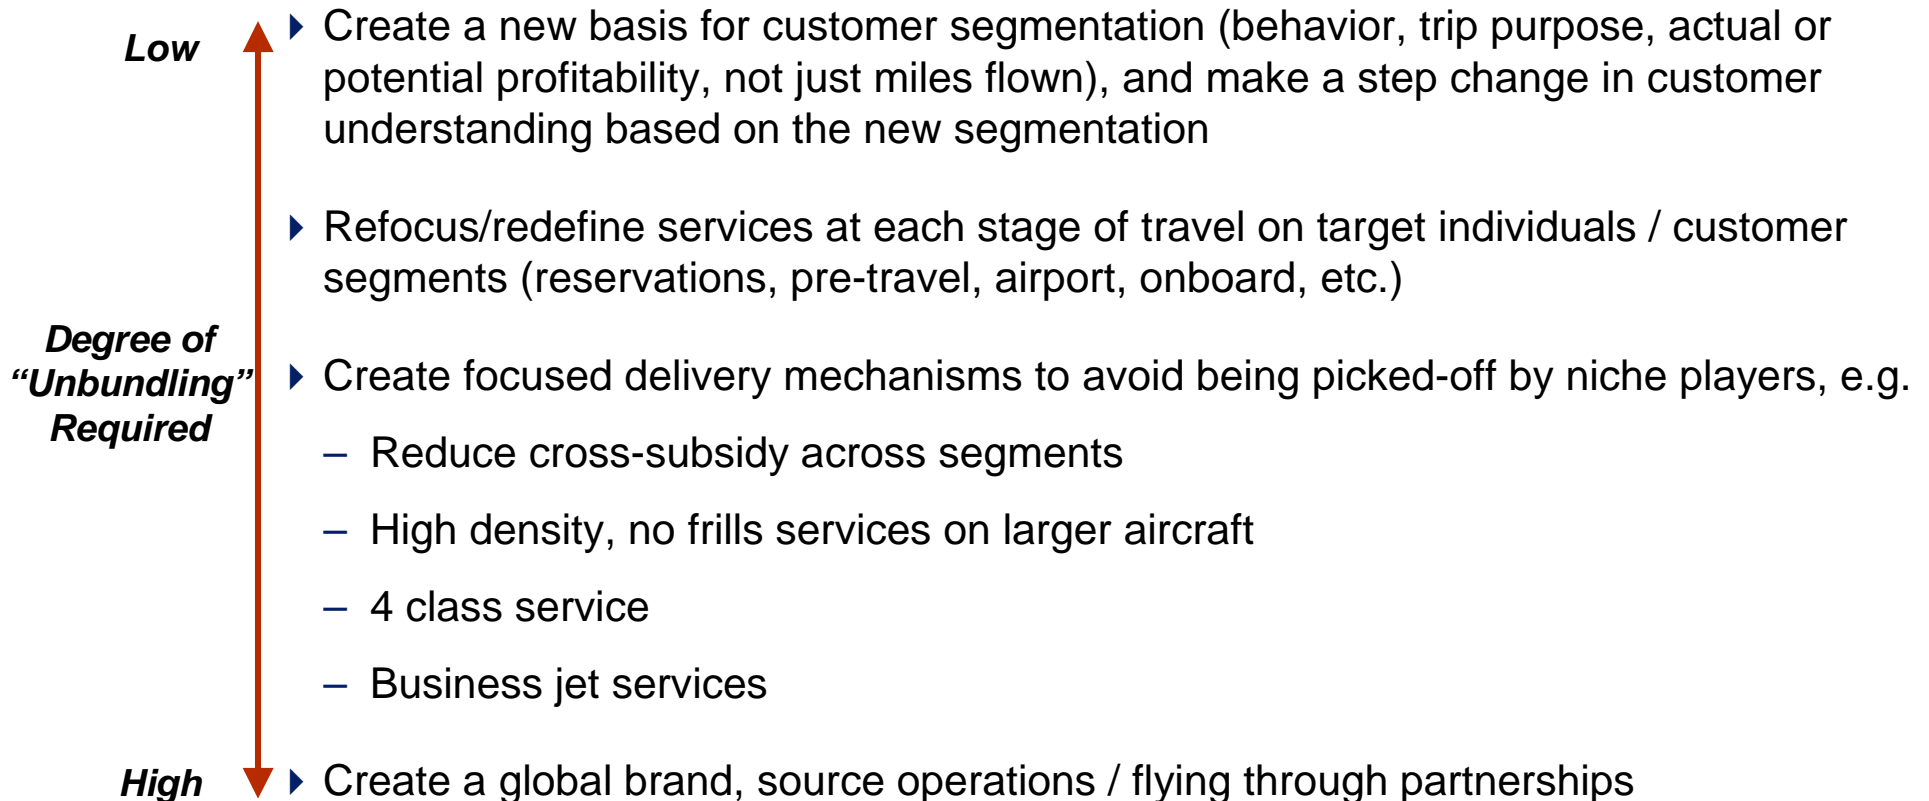 Low
▶ Create a new basis for customer segmentation (behavior, trip purpose, actual or
potential profitability, not just miles flown), and make a step change in customer
understanding based on the new segmentation
▶ Refocus/redefine services at each stage of travel on target individuals / customer
segments (reservations, pre-travel, airport, onboard, etc.)
Degree of
“Unbundling”
Required
▶ Create focused delivery mechanisms to avoid being picked-off by niche players, e.g.
– Reduce cross-subsidy across segments
– High density, no frills services on larger aircraft
– 4 class service
– Business jet services
High
▶ Create a global brand, source operations / flying through partnerships